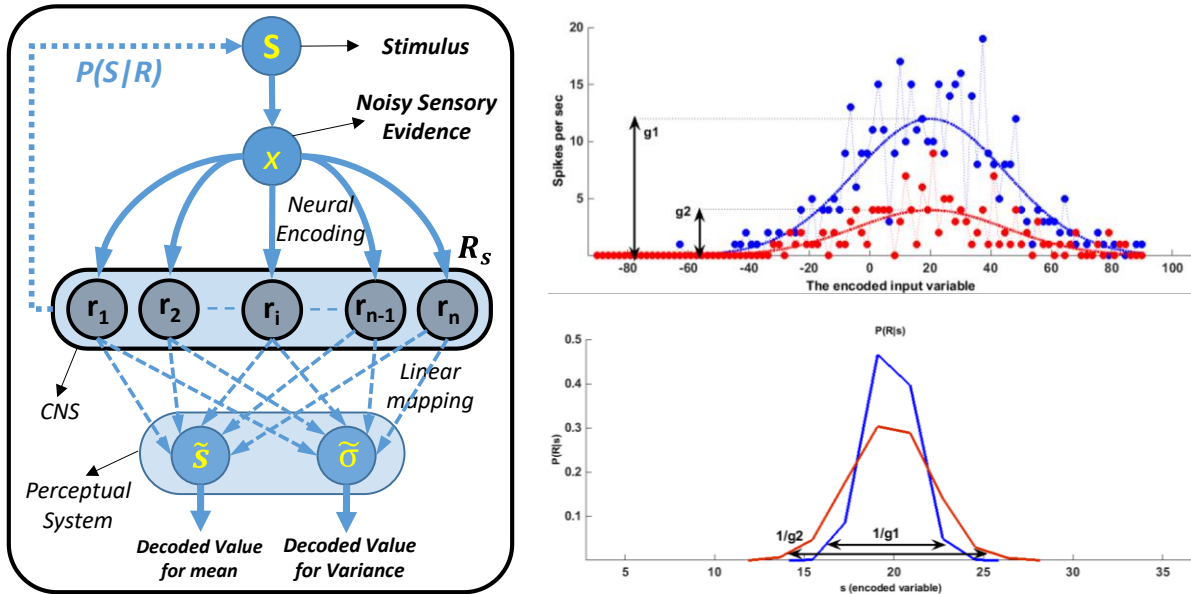 S
Stimulus
P(S|R)
Noisy Sensory
Evidence
x
Neural
Encoding
R_s
r_1
r_2
r_i
r_{n-1}
r_n
Linear
mapping
CNS
s̃
σ̃
Perceptual
System
Decoded Value
for mean
Decoded Value
for Variance
20
15
10
5
Spikes per sec
g1
g2
-80 -60 -40 -20 0 20 40 60 80 100
The encoded input variable
P(R|s)
0.5
0.4
0.3
0.2
0.1
P(R|s)
1/g2
1/g1
5 10 15 20 25 30 35
s (encoded variable)